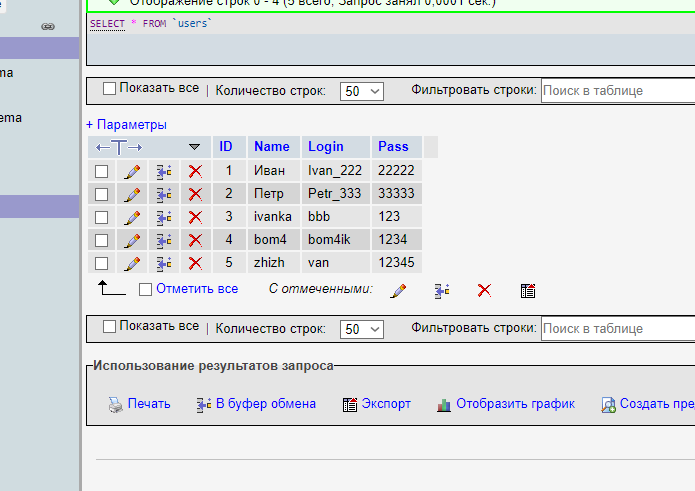 Отображение строк 0 - 4 (5 всего, Запрос занял 0,0001 сек.)
SELECT * FROM `users`
Показать все | Количество строк: 50 Фильтровать строки: Поиск в таблице
+ Параметры
ID Name Login Pass
1 Иван Ivan_222 22222
2 Петр Petr_333 33333
3 ivanka bbb 123
4 bom4 bom4ik 1234
5 zhizh van 12345
Отметить все С отмеченными:
Показать все | Количество строк: 50 Фильтровать строки: Поиск в таблице
Использование результатов запроса
Печать В буфер обмена Экспорт Отобразить график Создать пре
ma
ema